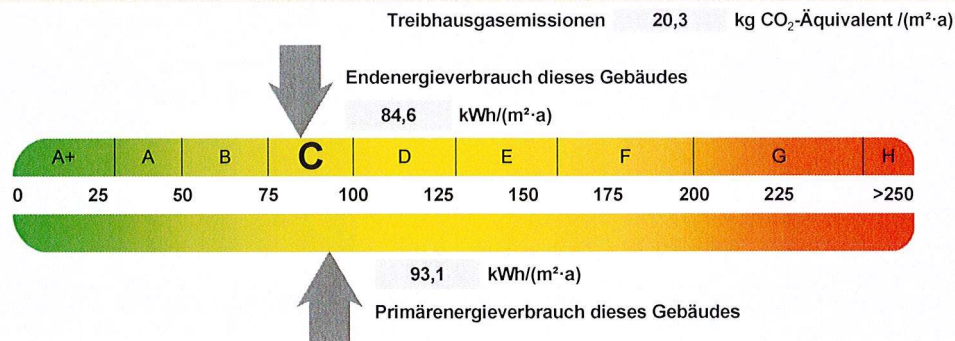 Treibhausgasemissionen 20,3 kg CO₂-Äquivalent /(m²·a)
Endenergieverbrauch dieses Gebäudes
84,6 kWh/(m²·a)
A+ A B C D E F G H
0 25 50 75 100 125 150 175 200 225 >250
93,1 kWh/(m²·a)
Primärenergieverbrauch dieses Gebäudes